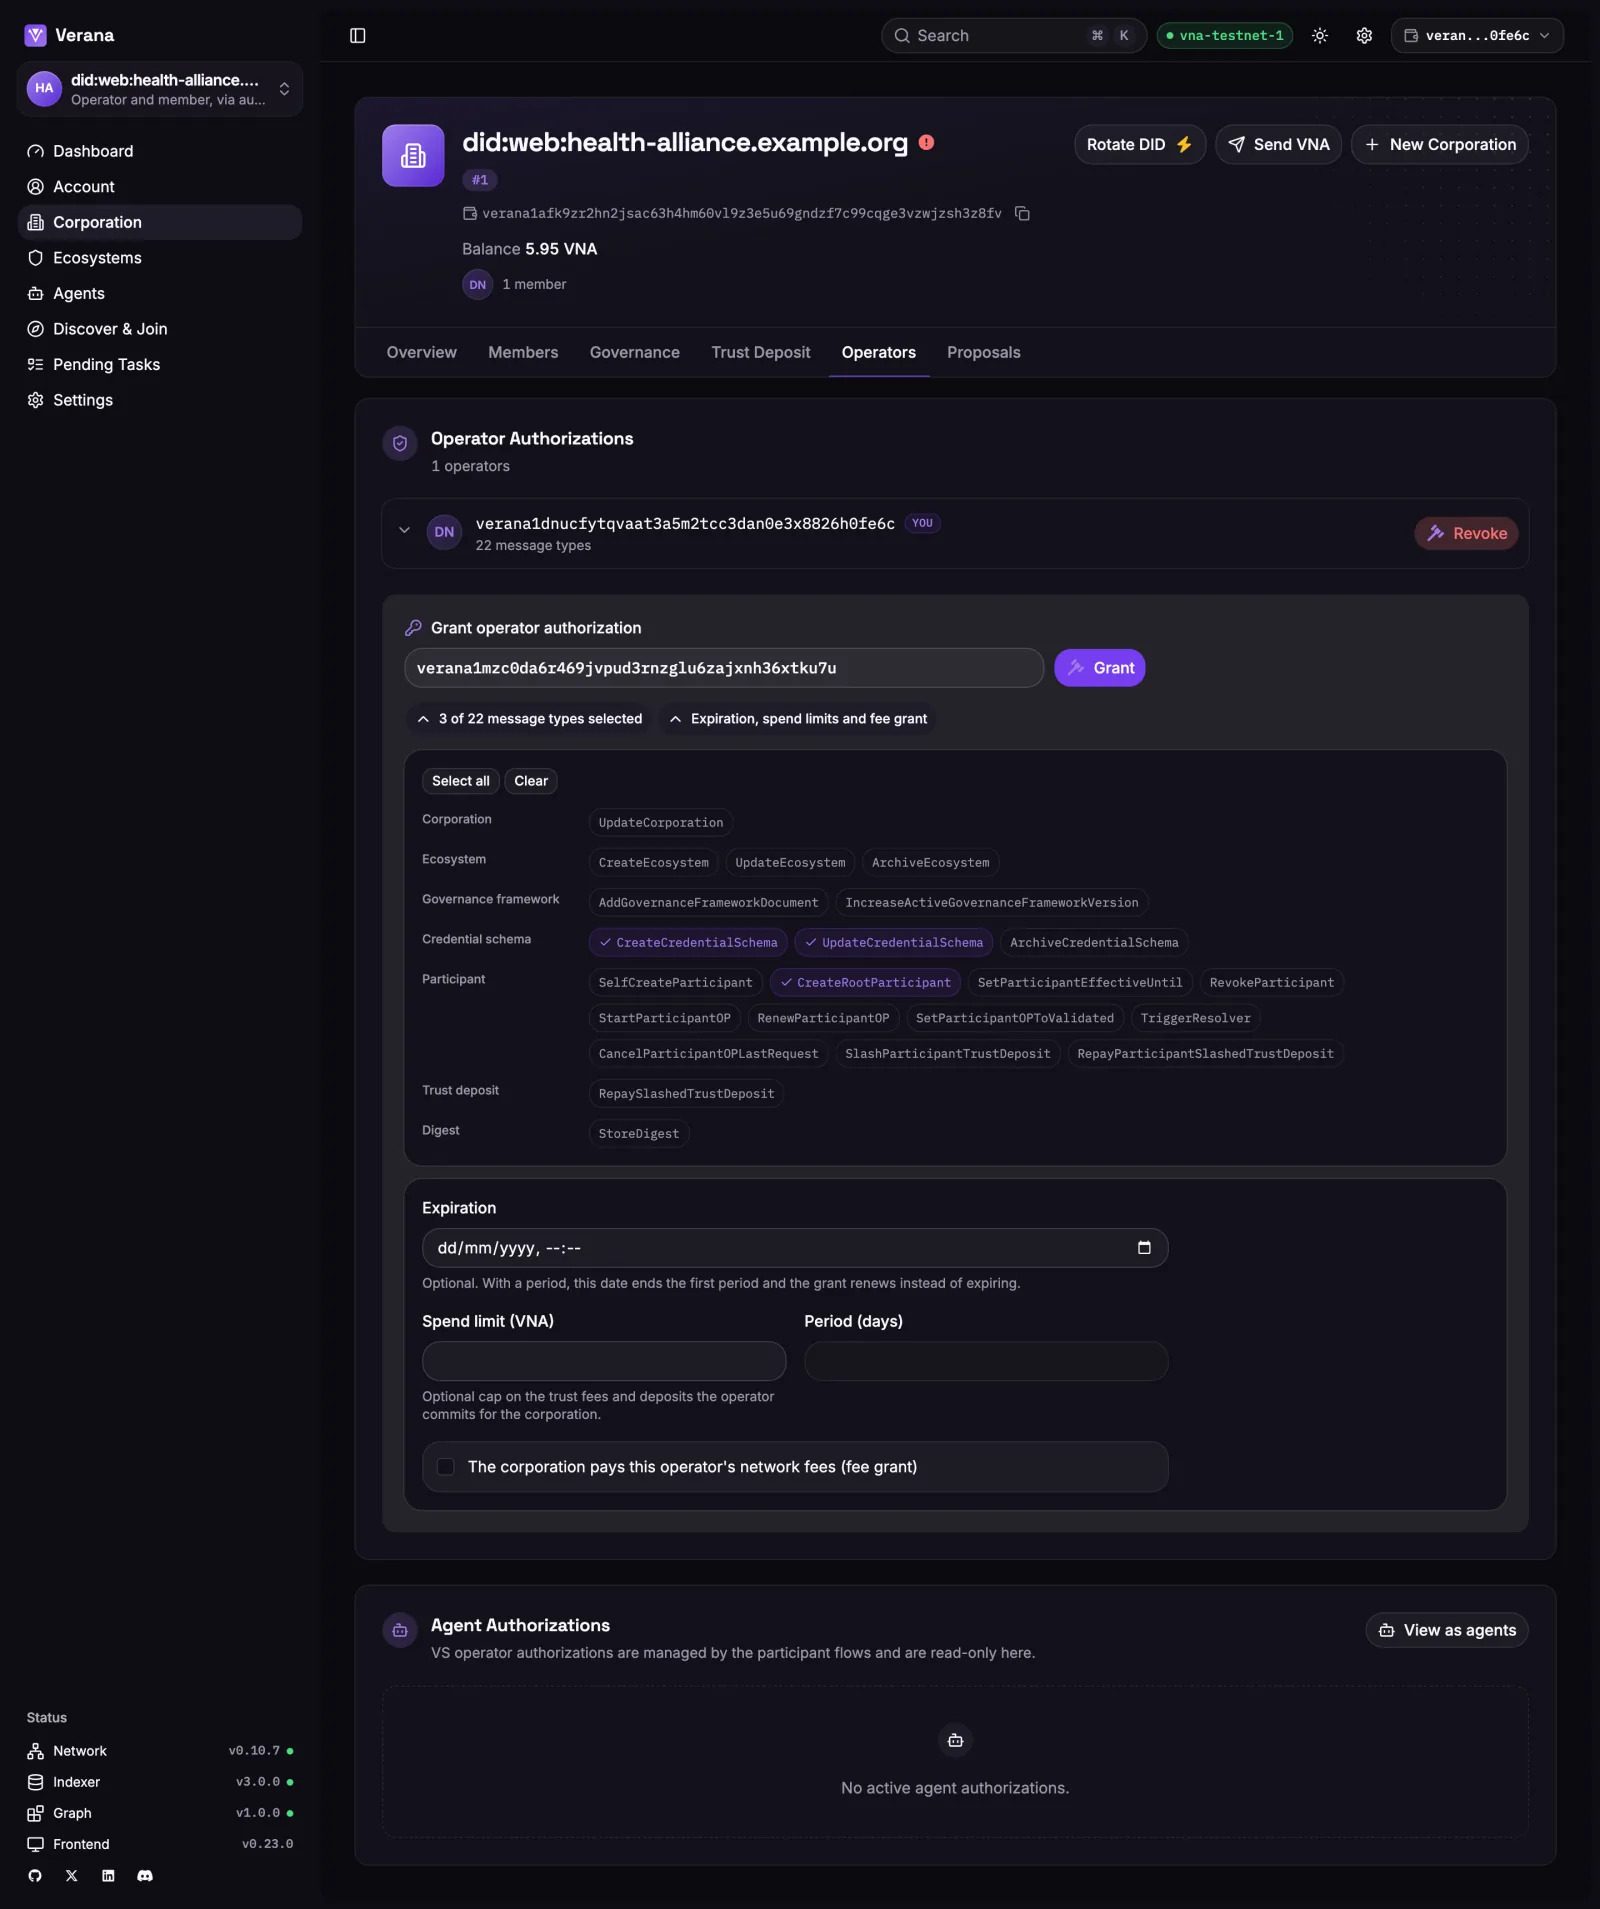 Verana
Search
⌘ K
vna-testnet-1
veran...0fe6c
HA
did:web:health-alliance....
Operator and member, via au...
Dashboard
Account
Corporation
Ecosystems
Agents
Discover & Join
Pending Tasks
Settings
did:web:health-alliance.example.org
Rotate DID
Send VNA
New Corporation
#1
verana1afk9zr2hn2jsac63h4hm60vl9z3e5u69gndzf7c99cqge3vzwjzsh3z8fv
Balance 5.95 VNA
DN
1 member
Overview
Members
Governance
Trust Deposit
Operators
Proposals
Operator Authorizations
1 operators
DN
verana1dnucfytqvaat3a5m2tcc3dan0e3x8826h0fe6c
YOU
22 message types
Revoke
Grant operator authorization
verana1mzc0da6r469jvpud3rnzglu6zajxnh36xtku7u
Grant
3 of 22 message types selected
Expiration, spend limits and fee grant
Select all
Clear
Corporation
UpdateCorporation
Ecosystem
CreateEcosystem
UpdateEcosystem
ArchiveEcosystem
Governance framework
AddGovernanceFrameworkDocument
IncreaseActiveGovernanceFrameworkVersion
Credential schema
CreateCredentialSchema
UpdateCredentialSchema
ArchiveCredentialSchema
Participant
SelfCreateParticipant
CreateRootParticipant
SetParticipantEffectiveUntil
RevokeParticipant
StartParticipantOP
RenewParticipantOP
SetParticipantOPToValidated
TriggerResolver
CancelParticipantOPLastRequest
SlashParticipantTrustDeposit
RepayParticipantSlashedTrustDeposit
Trust deposit
RepaySlashedTrustDeposit
Digest
StoreDigest
Expiration
dd/mm/yyyy, --:--
Optional. With a period, this date ends the first period and the grant renews instead of expiring.
Spend limit (VNA)
Period (days)
Optional cap on the trust fees and deposits the operator
commits for the corporation.
The corporation pays this operator's network fees (fee grant)
Agent Authorizations
VS operator authorizations are managed by the participant flows and are read-only here.
View as agents
No active agent authorizations.
Status
Network v0.10.7
Indexer v3.0.0
Graph v1.0.0
Frontend v0.23.0